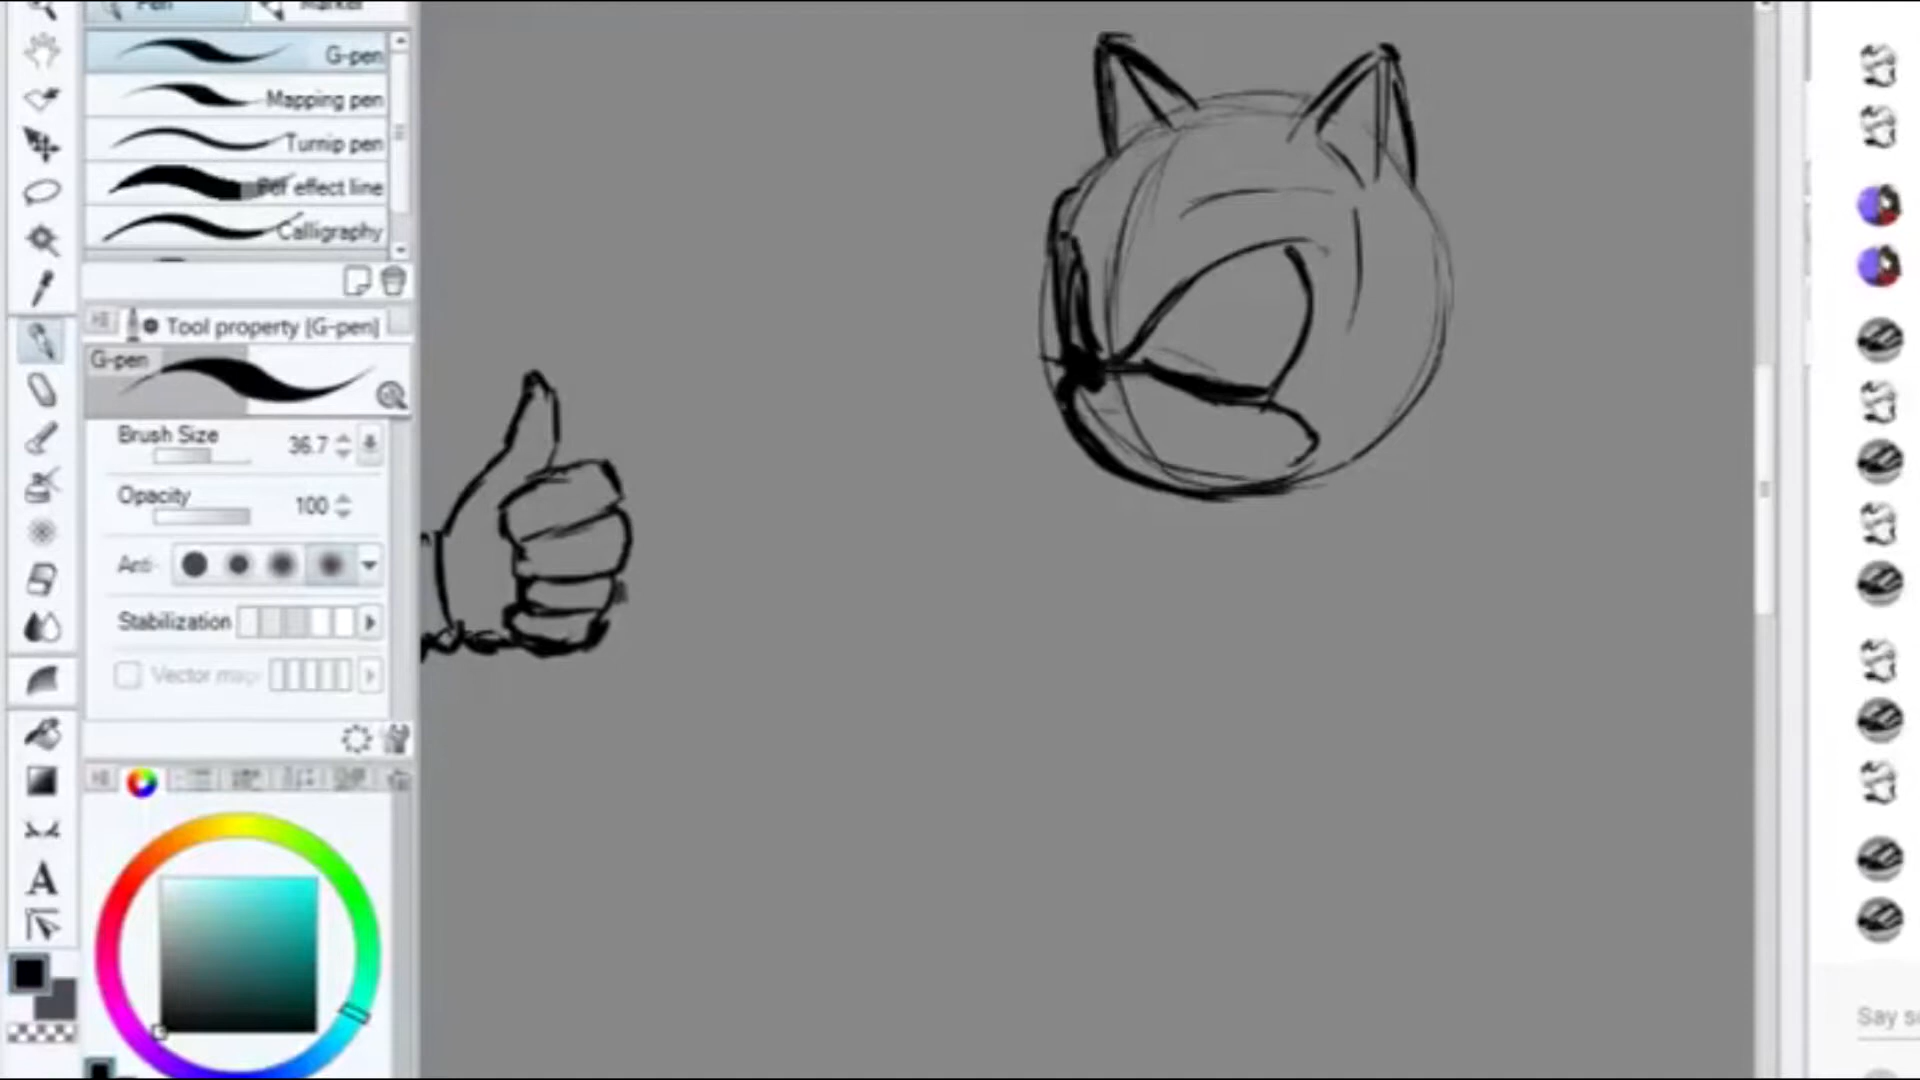 Pen
Marker
G-pen
Mapping pen
Turnip pen
For effect line
Calligraphy
Tool property [G-pen]
G-pen
Brush Size
36.7
Opacity
100
Anti-
Stabilization
Vector mag
A
Say s